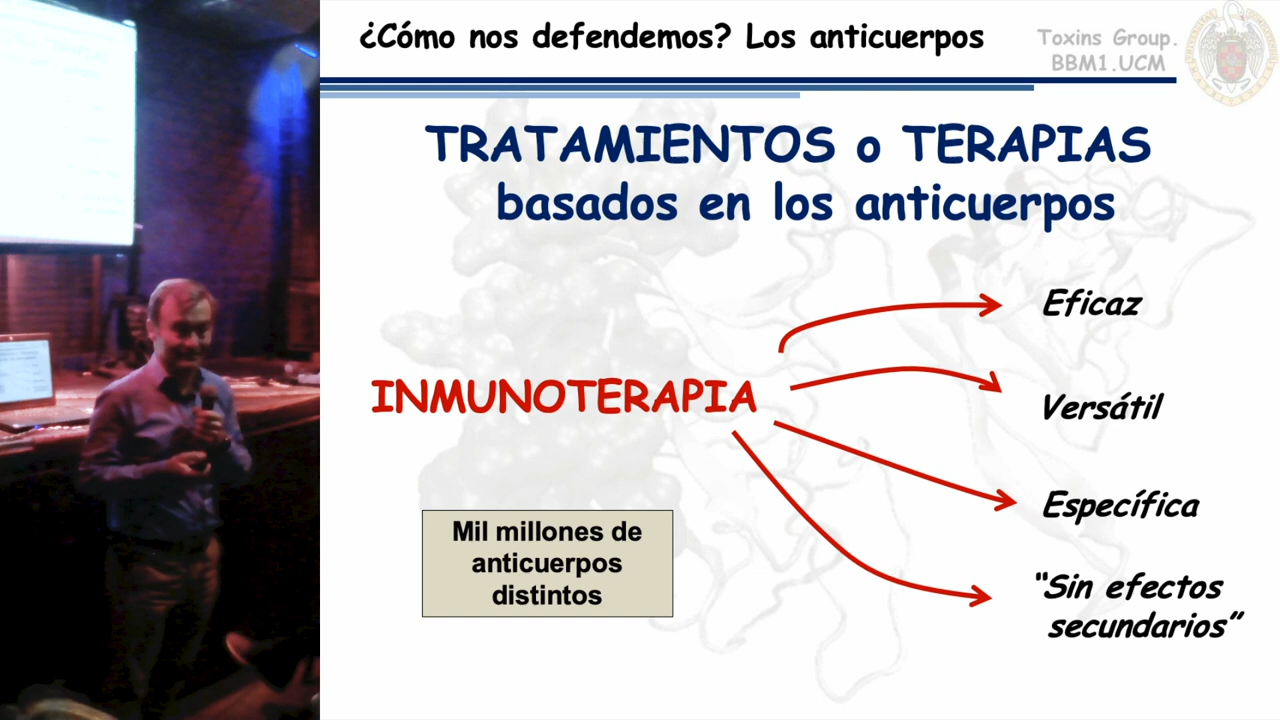 ¿Cómo nos defendemos? Los anticuerpos
Toxins Group.
BBM1.UCM
TRATAMIENTOS o TERAPIAS
basados en los anticuerpos
INMUNOTERAPIA
Eficaz
Versátil
Específica
“Sin efectos
secundarios”
Mil millones de
anticuerpos
distintos